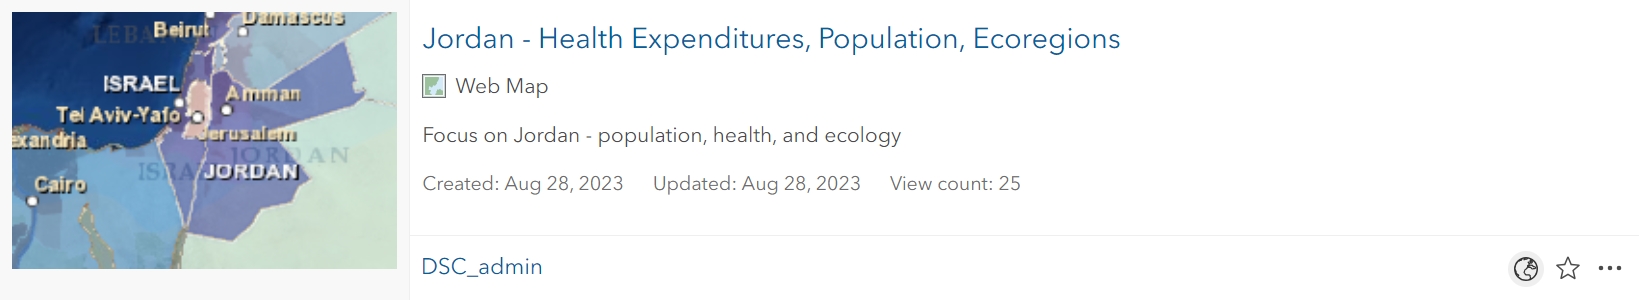 Damascus
LEBAN
Beirut
ISRAEL
Amman
Tel Aviv-Yafo
Jerusalem
exandria
JORDAN
ISRA
JORDAN
Cairo
Jordan - Health Expenditures, Population, Ecoregions
Web Map
Focus on Jordan - population, health, and ecology
Created: Aug 28, 2023 Updated: Aug 28, 2023 View count: 25
DSC_admin